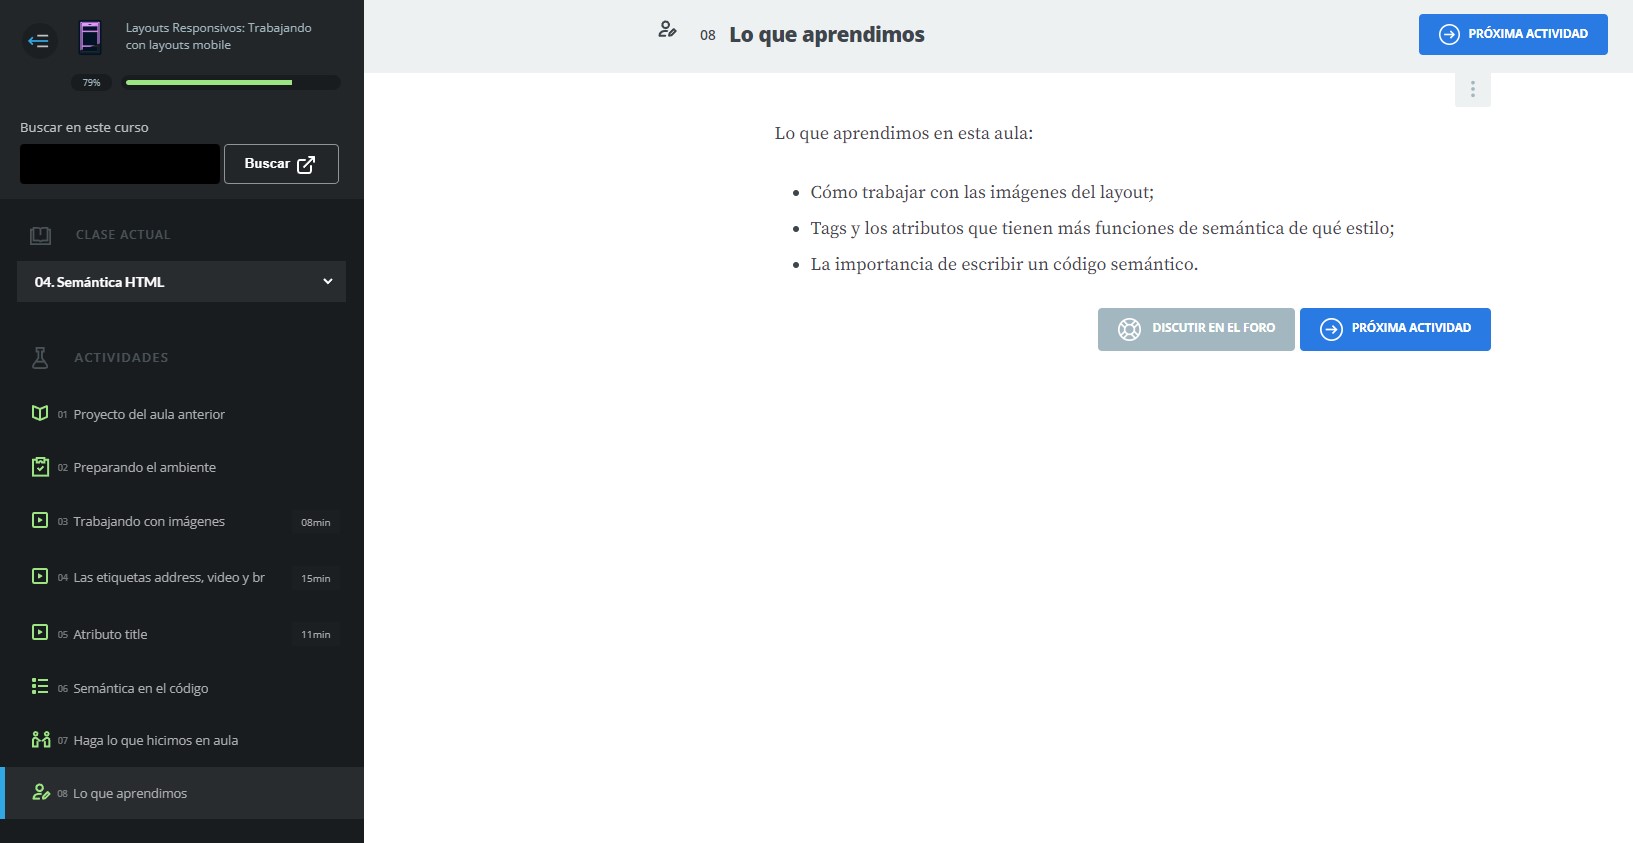 Layouts Responsivos: Trabajando
con layouts mobile
79%
Buscar en este curso
Buscar
CLASE ACTUAL
04. Semántica HTML
ACTIVIDADES
01 Proyecto del aula anterior
02 Preparando el ambiente
03 Trabajando con imágenes 08min
04 Las etiquetas address, video y br 15min
05 Atributo title 11min
06 Semántica en el código
07 Haga lo que hicimos en aula
08 Lo que aprendimos
08 Lo que aprendimos
PRÓXIMA ACTIVIDAD
Lo que aprendimos en esta aula:
• Cómo trabajar con las imágenes del layout;
• Tags y los atributos que tienen más funciones de semántica de qué estilo;
• La importancia de escribir un código semántico.
DISCUTIR EN EL FORO
PRÓXIMA ACTIVIDAD